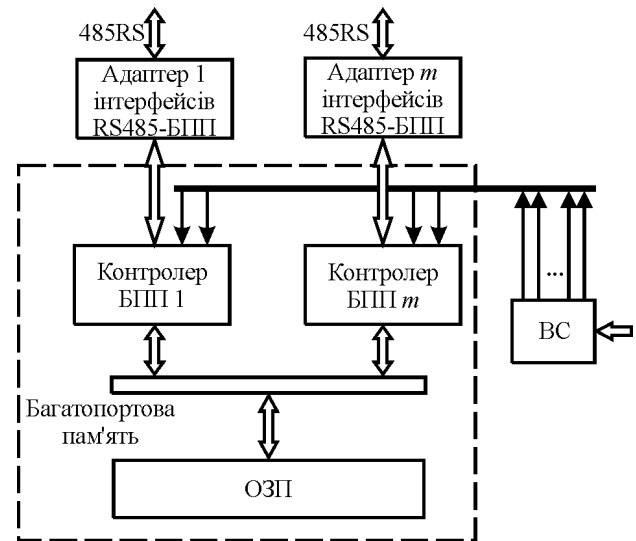 485RS
485RS
Адаптер 1
інтерфейсів
RS485-БПП
Адаптер m
інтерфейсів
RS485-БПП
Контролер
БПП 1
Контролер
БПП m
...
ВС
Багатопортова
пам'ять
ОЗП